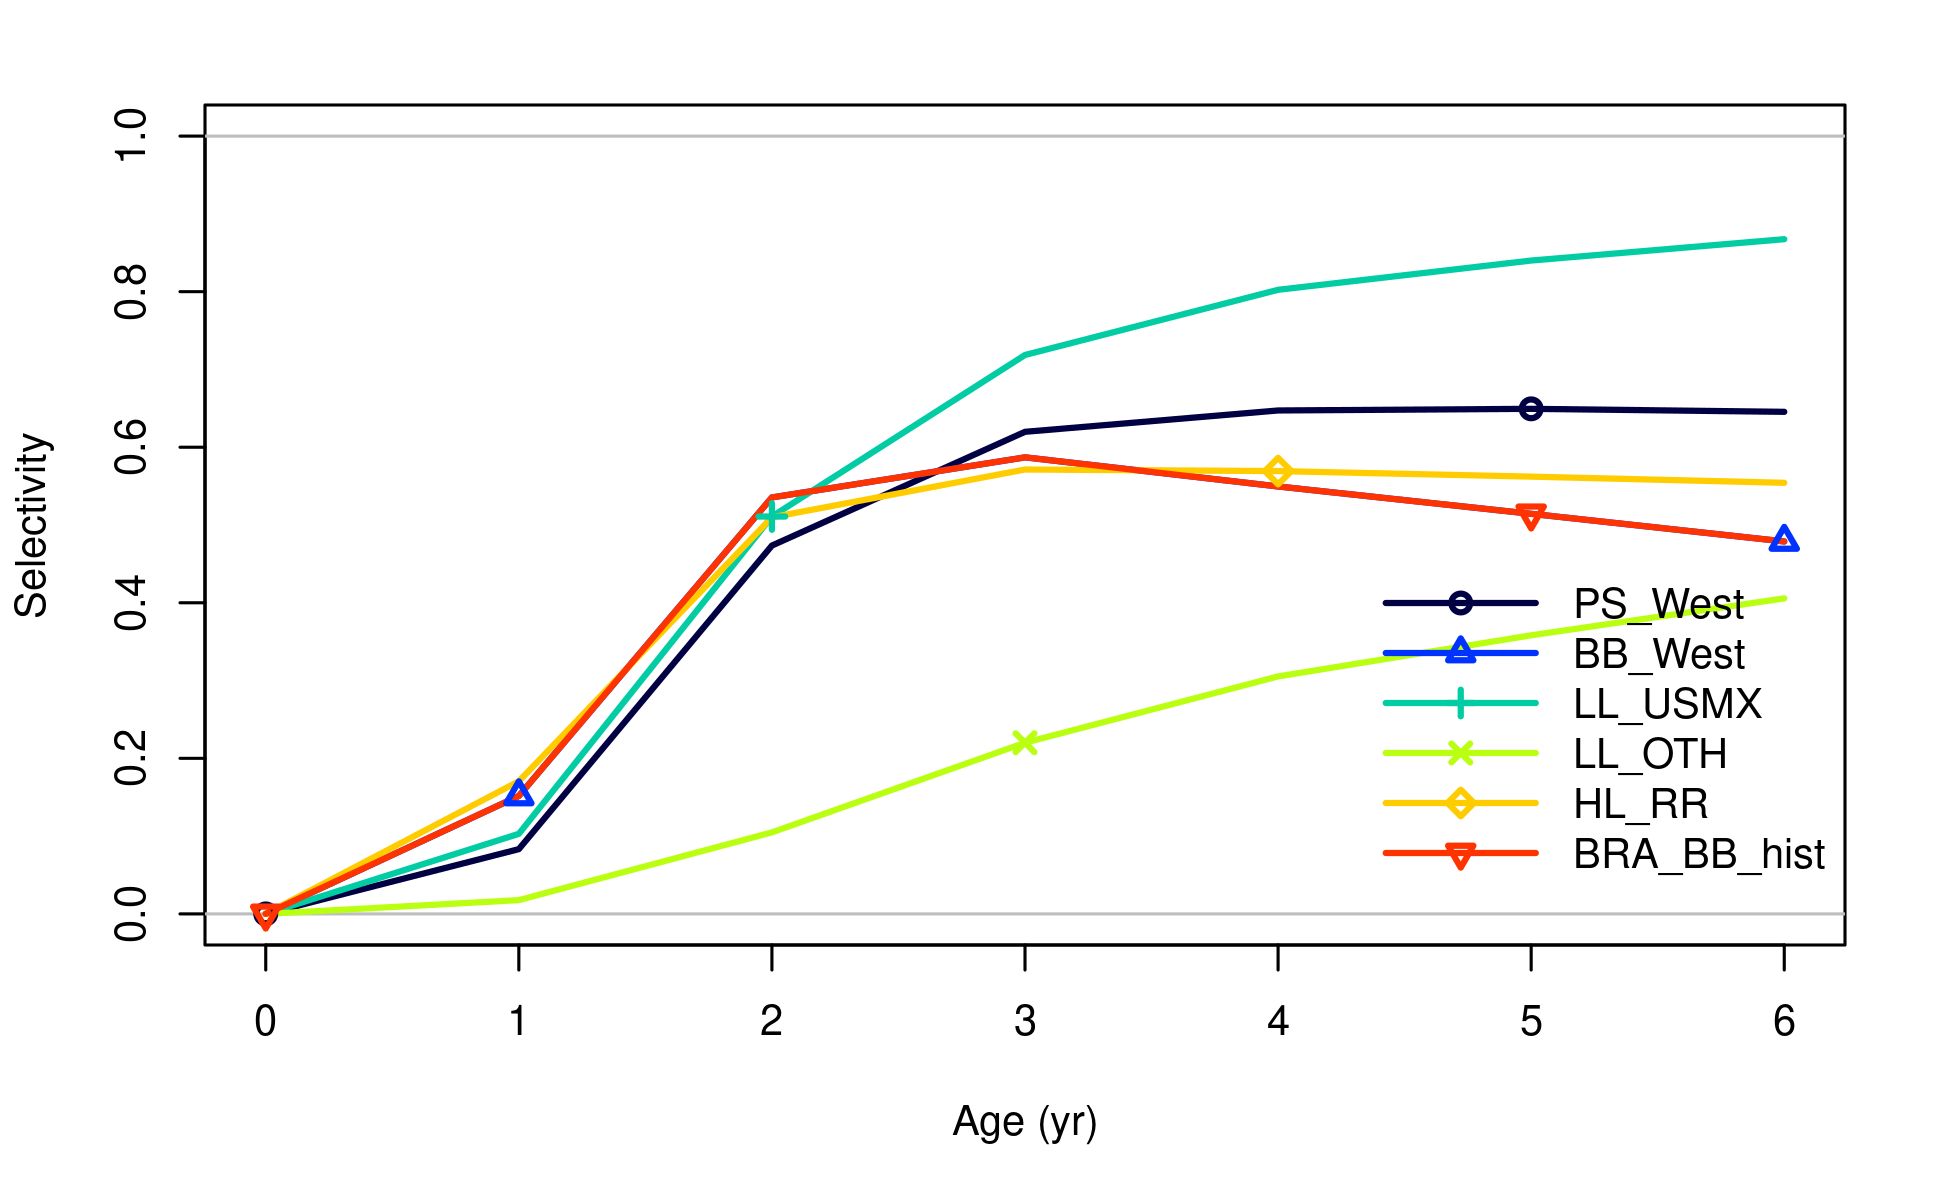 Selectivity
1.0
0.8
0.6
0.4
0.2
0.0
PS_West
BB_West
LL_USMX
LL_OTH
HL_RR
BRA_BB_hist
0 1 2 3 4 5 6
Age (yr)